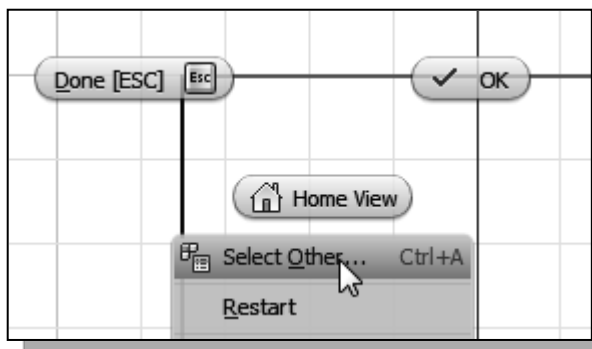 Done [ESC] Esc
OK
Home View
Select Other... Ctrl+A
Restart